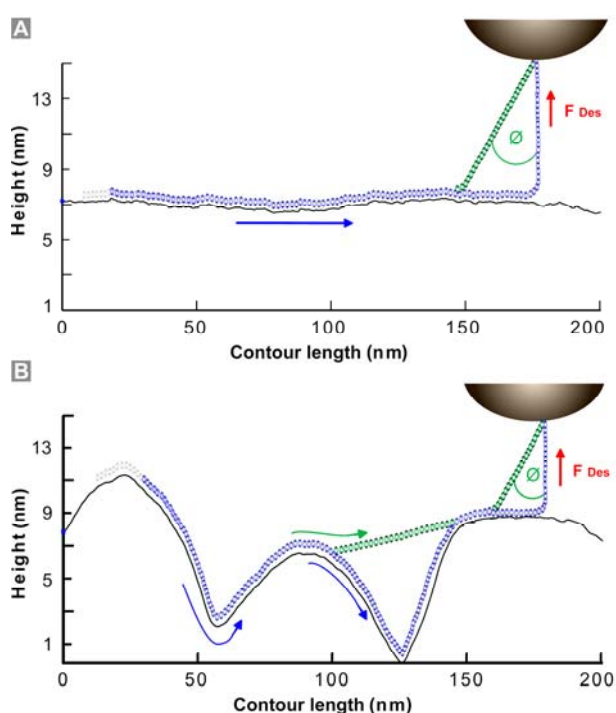 A
13
9
5
1
Height (nm)
Ø
F Des
0 50 100 150 200
Contour length (nm)
B
13
9
5
1
Height (nm)
Ø
F Des
0 50 100 150 200
Contour length (nm)